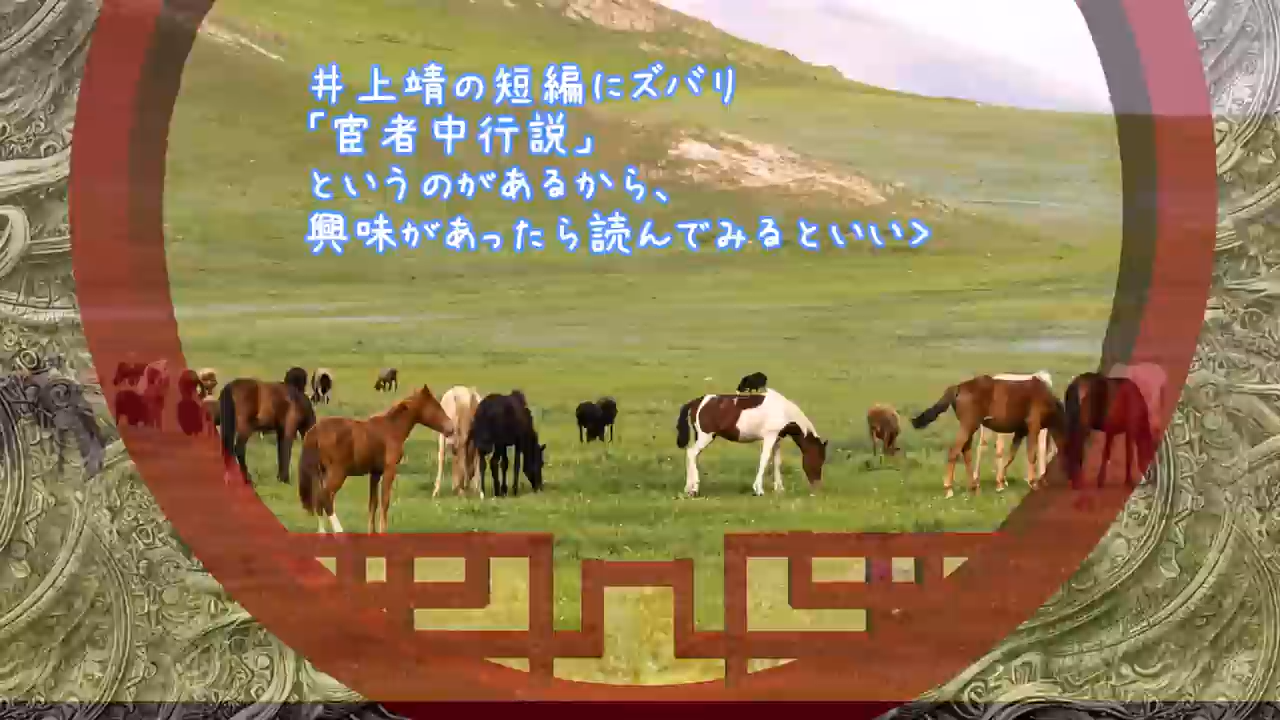 井上靖の短編にズバリ
「宦者中行説」
というのがあるから、
興味があったら読んでみるといい>